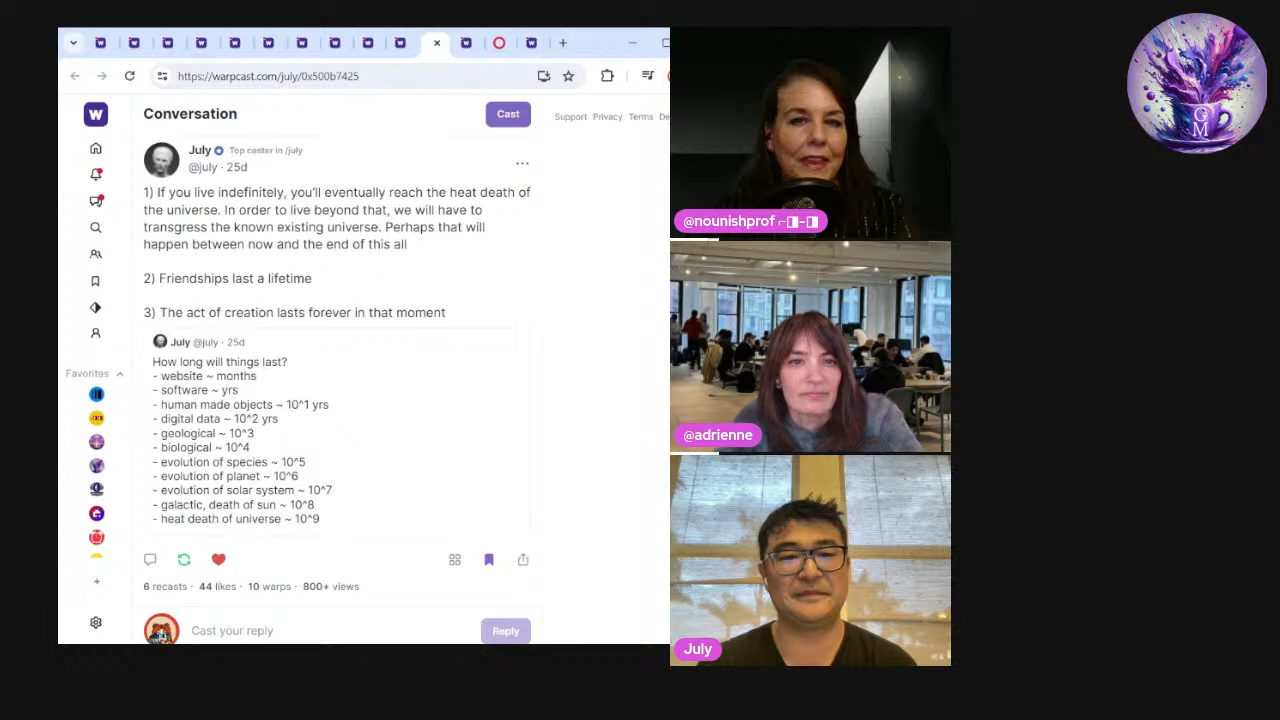 https://warpcast.com/july/0x500b7425
W
Conversation
Cast
Support Privacy Terms De
July Top caster in /july
@july · 25d
1) If you live indefinitely, you'll eventually reach the heat death of
the universe. In order to live beyond that, we will have to
transgress the known existing universe. Perhaps that will
happen between now and the end of this all
2) Friendships last a lifetime
3) The act of creation lasts forever in that moment
July @july · 25d
How long will things last?
- website ~ months
- software ~ yrs
- human made objects ~ 10^1 yrs
- digital data ~ 10^2 yrs
- geological ~ 10^3
- biological ~ 10^4
- evolution of species ~ 10^5
- evolution of planet ~ 10^6
- evolution of solar system ~ 10^7
- galactic, death of sun ~ 10^8
- heat death of universe ~ 10^9
6 recasts · 44 likes · 10 warps · 800+ views
Cast your reply
Reply
Favorites
@nounishprof ⌐◨-◨
@adrienne
July
GM